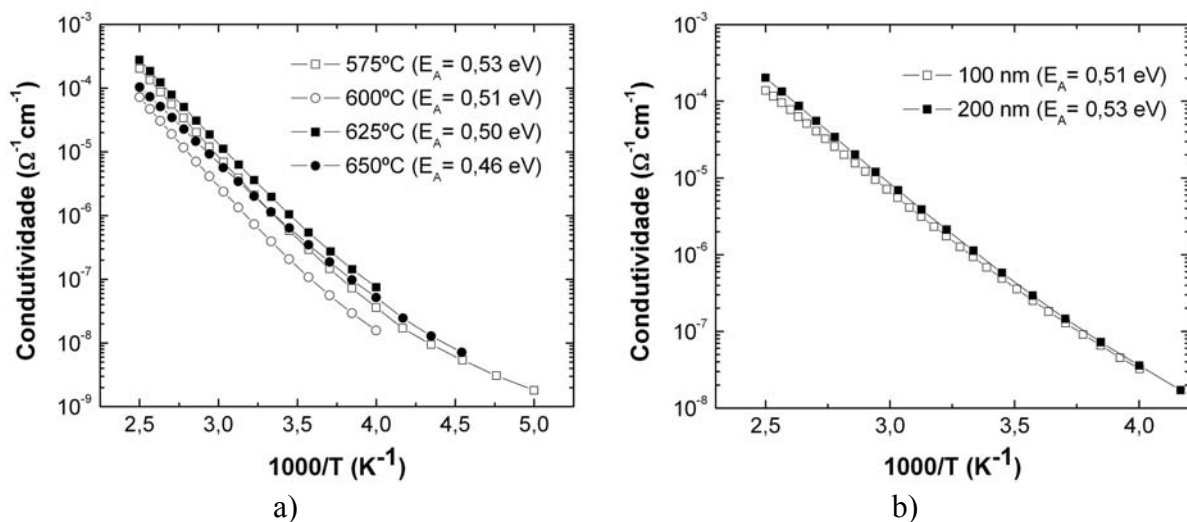 10⁻³
10⁻⁴
10⁻⁵
10⁻⁶
10⁻⁷
10⁻⁸
10⁻⁹
Condutividade (Ω⁻¹cm⁻¹)
575ºC (E_A= 0,53 eV)
600ºC (E_A= 0,51 eV)
625ºC (E_A= 0,50 eV)
650ºC (E_A= 0,46 eV)
2,5 3,0 3,5 4,0 4,5 5,0
1000/T (K⁻¹)
a)
10⁻³
10⁻⁴
10⁻⁵
10⁻⁶
10⁻⁷
10⁻⁸
Condutividade (Ω⁻¹cm⁻¹)
100 nm (E_A= 0,51 eV)
200 nm (E_A= 0,53 eV)
2,5 3,0 3,5 4,0
1000/T (K⁻¹)
b)